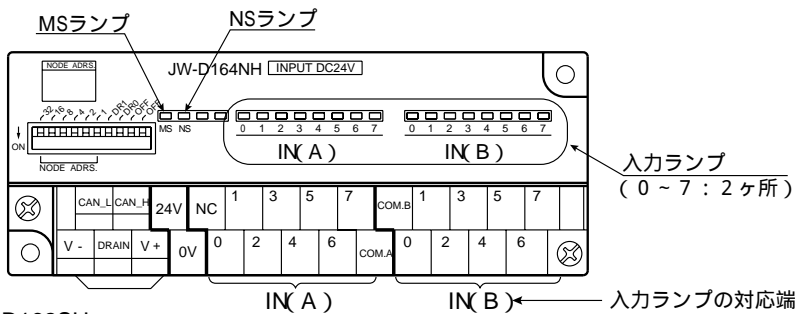 MSランプ NSランプ
NODE ADRS.
JW-D164NH INPUT DC24V
32 16 8 4 2 1 DR1 DR0 OFF OFF
MS NS
0 1 2 3 4 5 6 7 0 1 2 3 4 5 6 7
ON
IN(A) IN(B)
NODE ADRS.
入力ランプ
(0~7:2ヶ所)
CAN_L CAN_H 24V NC 1 3 5 7 COM.B 1 3 5 7
V - DRAIN V + 0V 0 2 4 6 COM.A 0 2 4 6
IN(A) IN(B) 入力ランプの対応端